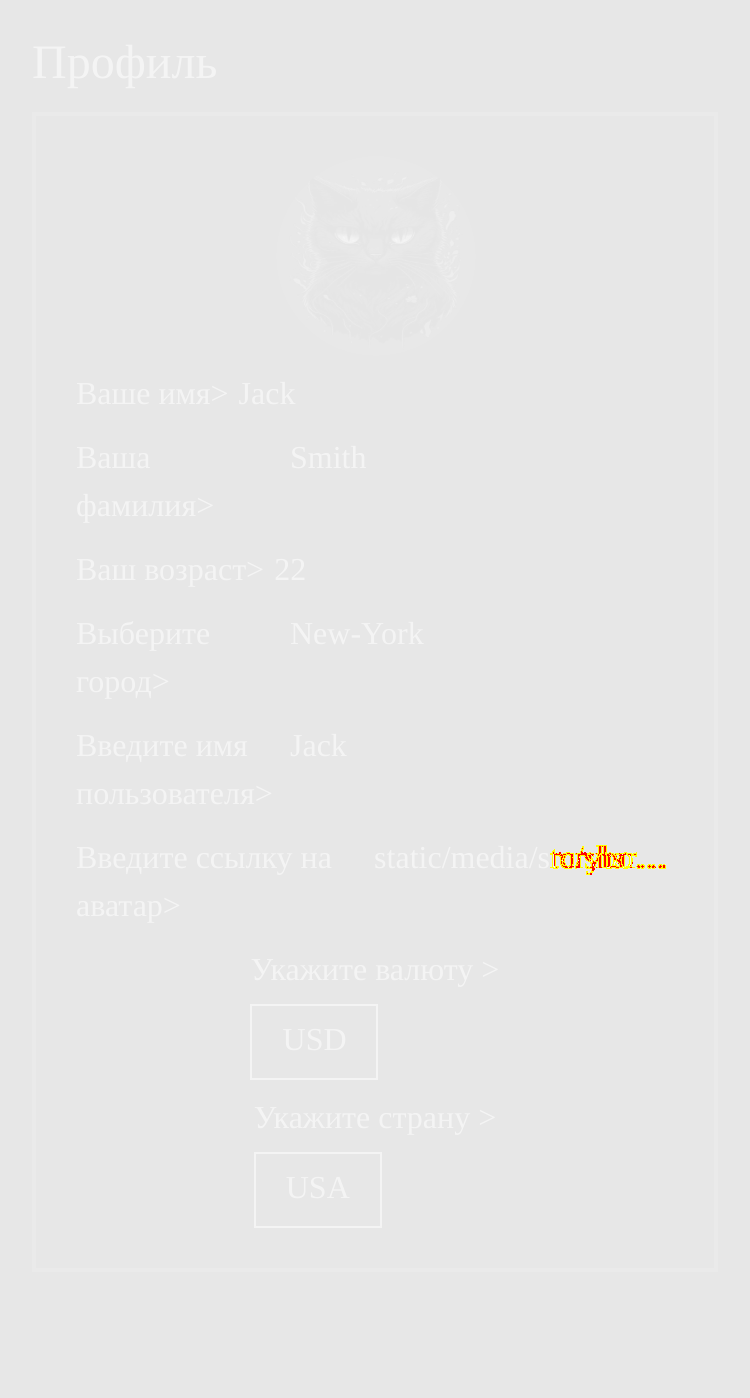 Профиль
Ваше имя> Jack
Ваша фамилия> Smith
Ваш возраст> 22
Выберите город> New-York
Введите имя пользователя> Jack
Введите ссылку на аватар> static/media/s
Укажите валюту >
USD
Укажите страну >
USA